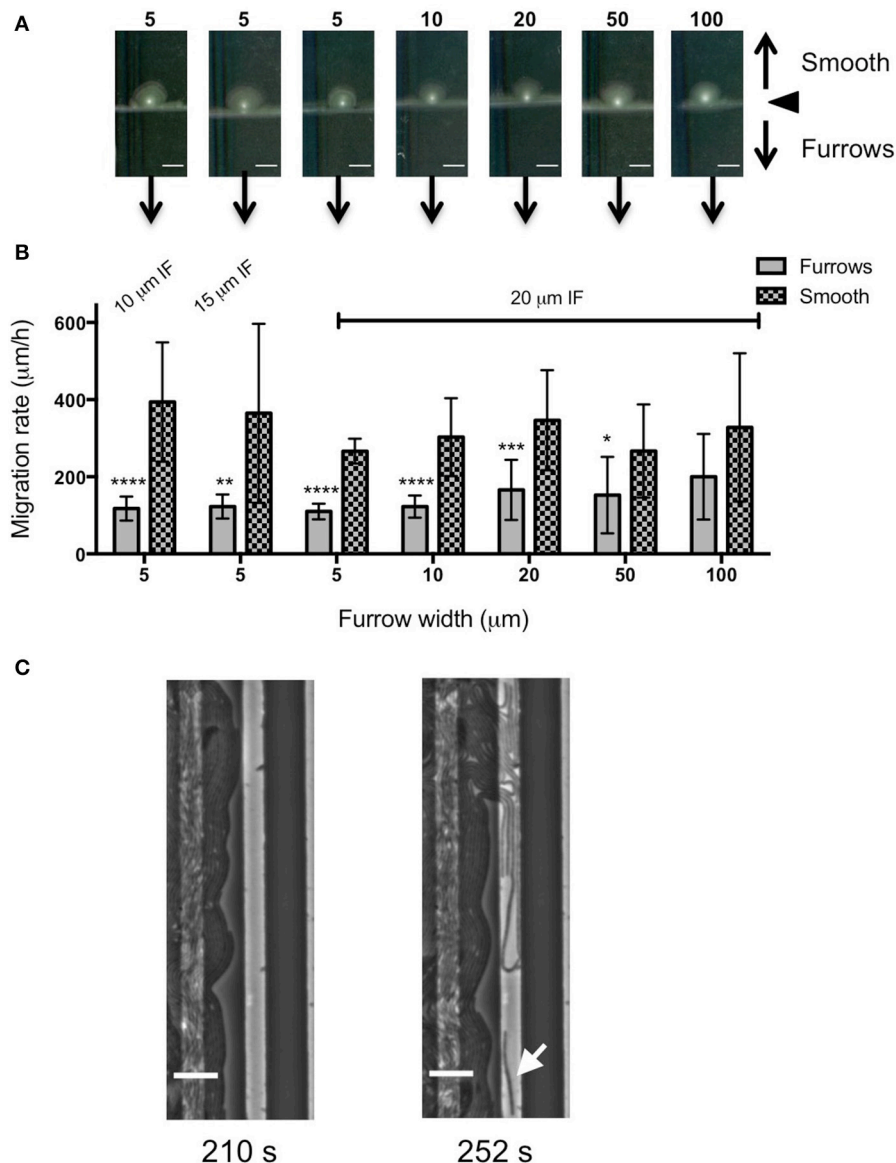 A
5 5 5 10 20 50 100
Smooth
Furrows
B
10 μm IF
15 μm IF
20 μm IF
Furrows
Smooth
Migration rate (μm/h)
600
400
200
0
**** ** **** **** *** *
5 5 5 10 20 50 100
Furrow width (μm)
C
210 s
252 s